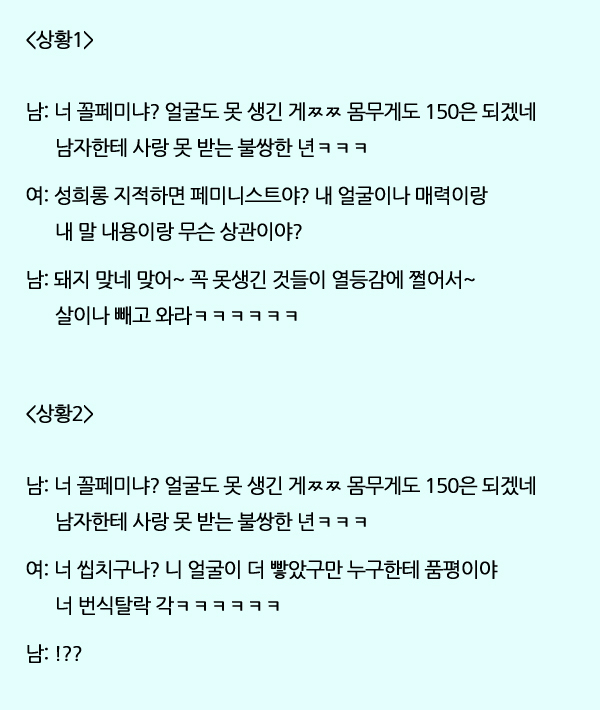 <상황1>
남: 너 꼴페미냐? 얼굴도 못 생긴 게ㅉㅉ 몸무게도 150은 되겠네
남자한테 사랑 못 받는 불쌍한 년ㅋㅋㅋ
여: 성희롱 지적하면 페미니스트야? 내 얼굴이나 매력이랑
내 말 내용이랑 무슨 상관이야?
남: 돼지 맞네 맞어~ 꼭 못생긴 것들이 열등감에 쩔어서~
살이나 빼고 와라ㅋㅋㅋㅋㅋㅋ
<상황2>
남: 너 꼴페미냐? 얼굴도 못 생긴 게ㅉㅉ 몸무게도 150은 되겠네
남자한테 사랑 못 받는 불쌍한 년ㅋㅋㅋ
여: 너 씹치구나? 니 얼굴이 더 빻았구만 누구한테 품평이야
너 번식탈락 각ㅋㅋㅋㅋㅋㅋ
남: !??